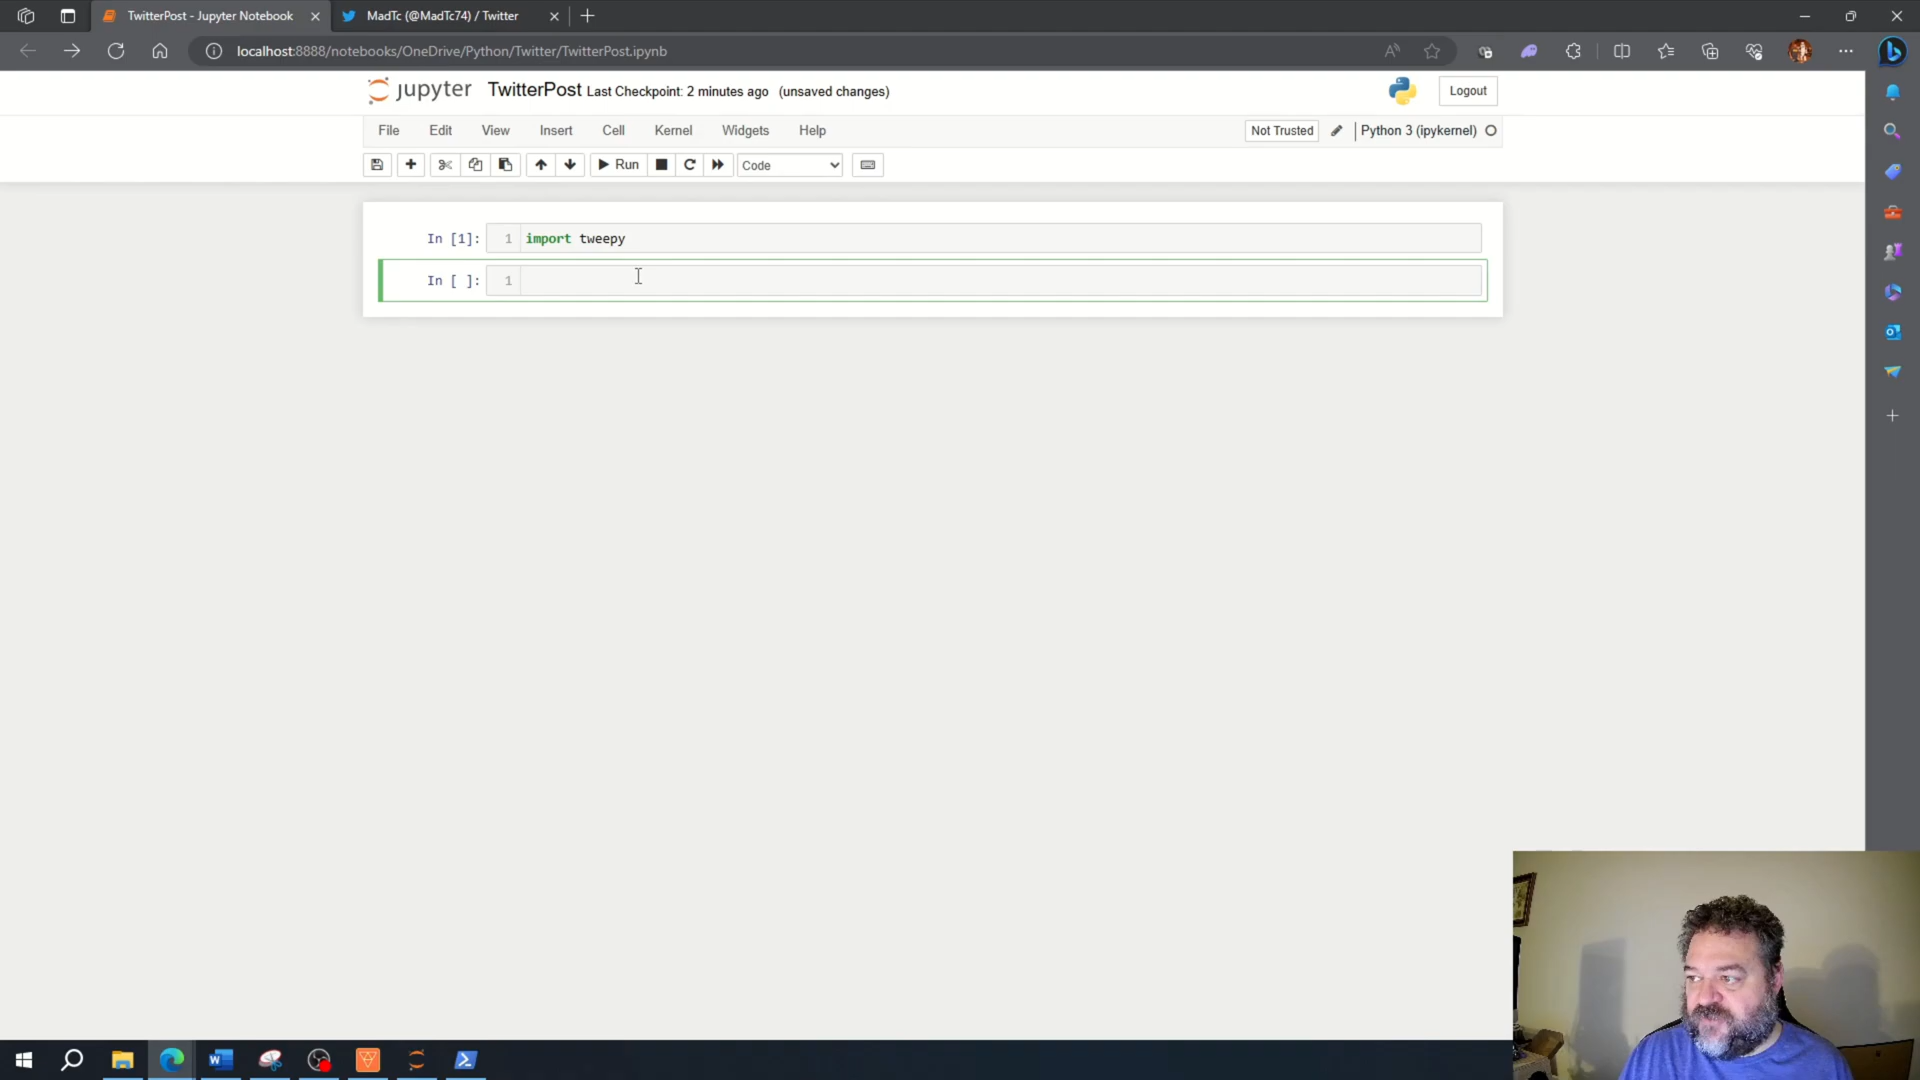 TwitterPost - Jupyter Notebook
MadTc (@MadTc74) / Twitter
localhost:8888/notebooks/OneDrive/Python/Twitter/TwitterPost.ipynb
jupyter TwitterPost Last Checkpoint: 2 minutes ago (unsaved changes)
Logout
File Edit View Insert Cell Kernel Widgets Help
Not Trusted
Python 3 (ipykernel)
Run
Code
In [1]: 1 import tweepy
In [ ]: 1